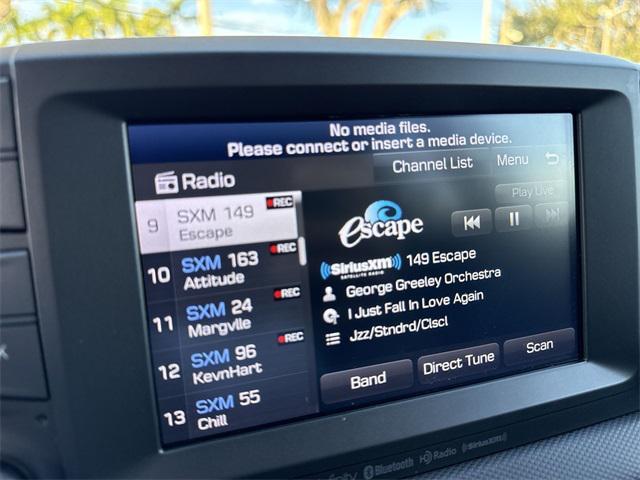 No media files.
Please connect or insert a media device.
Radio
Channel List
Menu
Play Live
9 SXM 149 REC
Escape
10 SXM 163 REC
Attitude
11 SXM 24 REC
Margvlle
12 SXM 96 REC
KevnHart
13 SXM 55
Chill
escape
SiriusXM
SATELLITE RADIO
149 Escape
George Greeley Orchestra
I Just Fall In Love Again
Jzz/Stndrd/Clscl
Band
Direct Tune
Scan
Bluetooth HD Radio SiriusXM